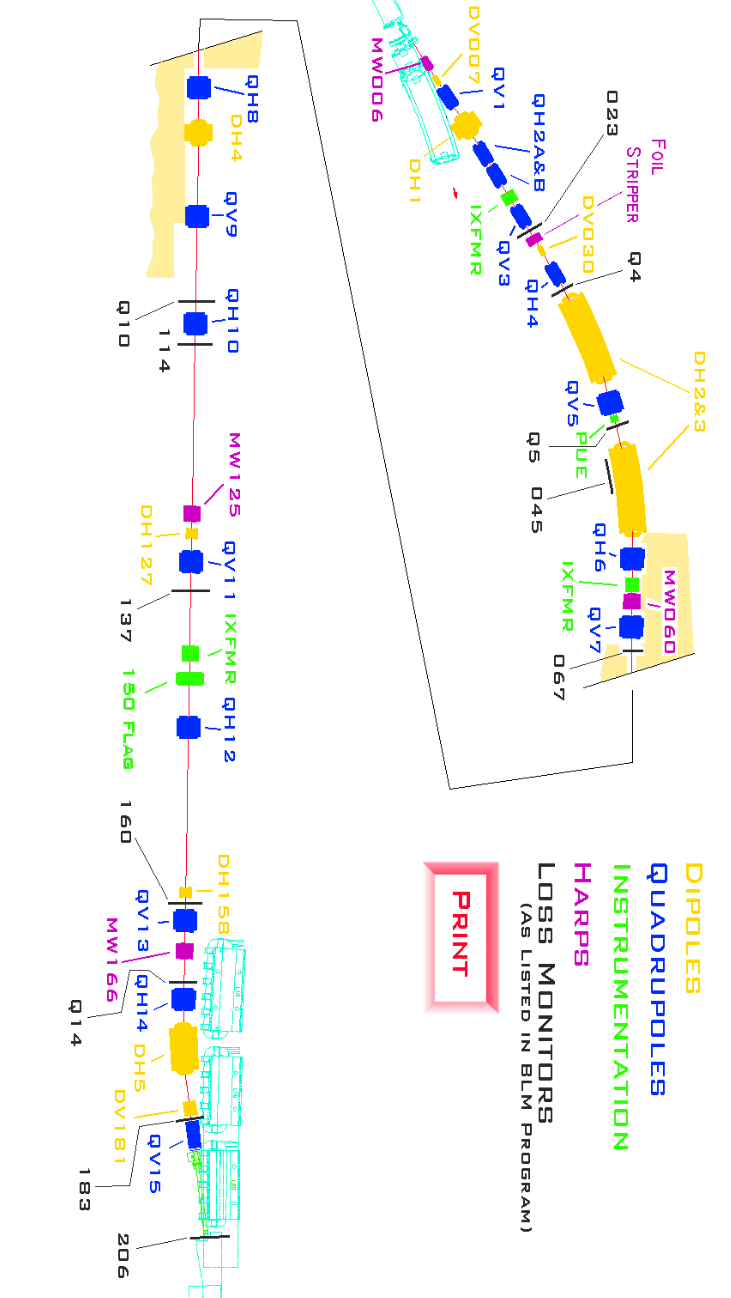 MW006
DV007
QV1
DH1
QH2A&B
IXFMR
QV3
023
FOIL
STRIPPER
DV030
QH4
Q4
DH2&3
QV5
PUE
Q5
045
QH6
IXFMR
MW060
QV7
067
QH8
DH4
QV9
Q10
QH10
114
MW125
DH127
QV11
137
IXFMR
150 FLAG
QH12
160
DH158
QV13
MW166
Q14
QH14
DH5
DV181
QV15
183
206
DIPOLES
QUADRUPOLES
INSTRUMENTATION
HARPS
LOSS MONITORS
(AS LISTED IN BLM PROGRAM)
PRINT